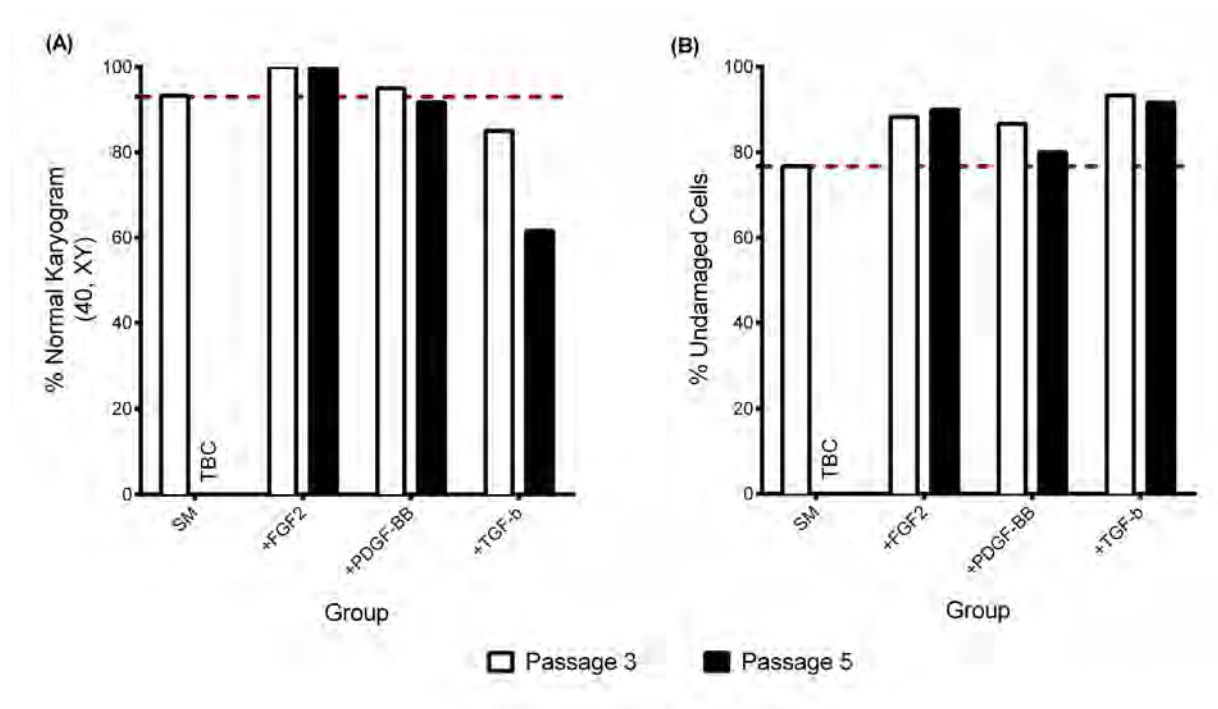 (A)
% Normal Karyogram
(40, XY)
100
80
60
40
20
0
TBC
SM
+FGF2
+PDGF-BB
+TGF-b
Group
(B)
% Undamaged Cells
100
80
60
40
20
0
TBC
SM
+FGF2
+PDGF-BB
+TGF-b
Group
Passage 3
Passage 5